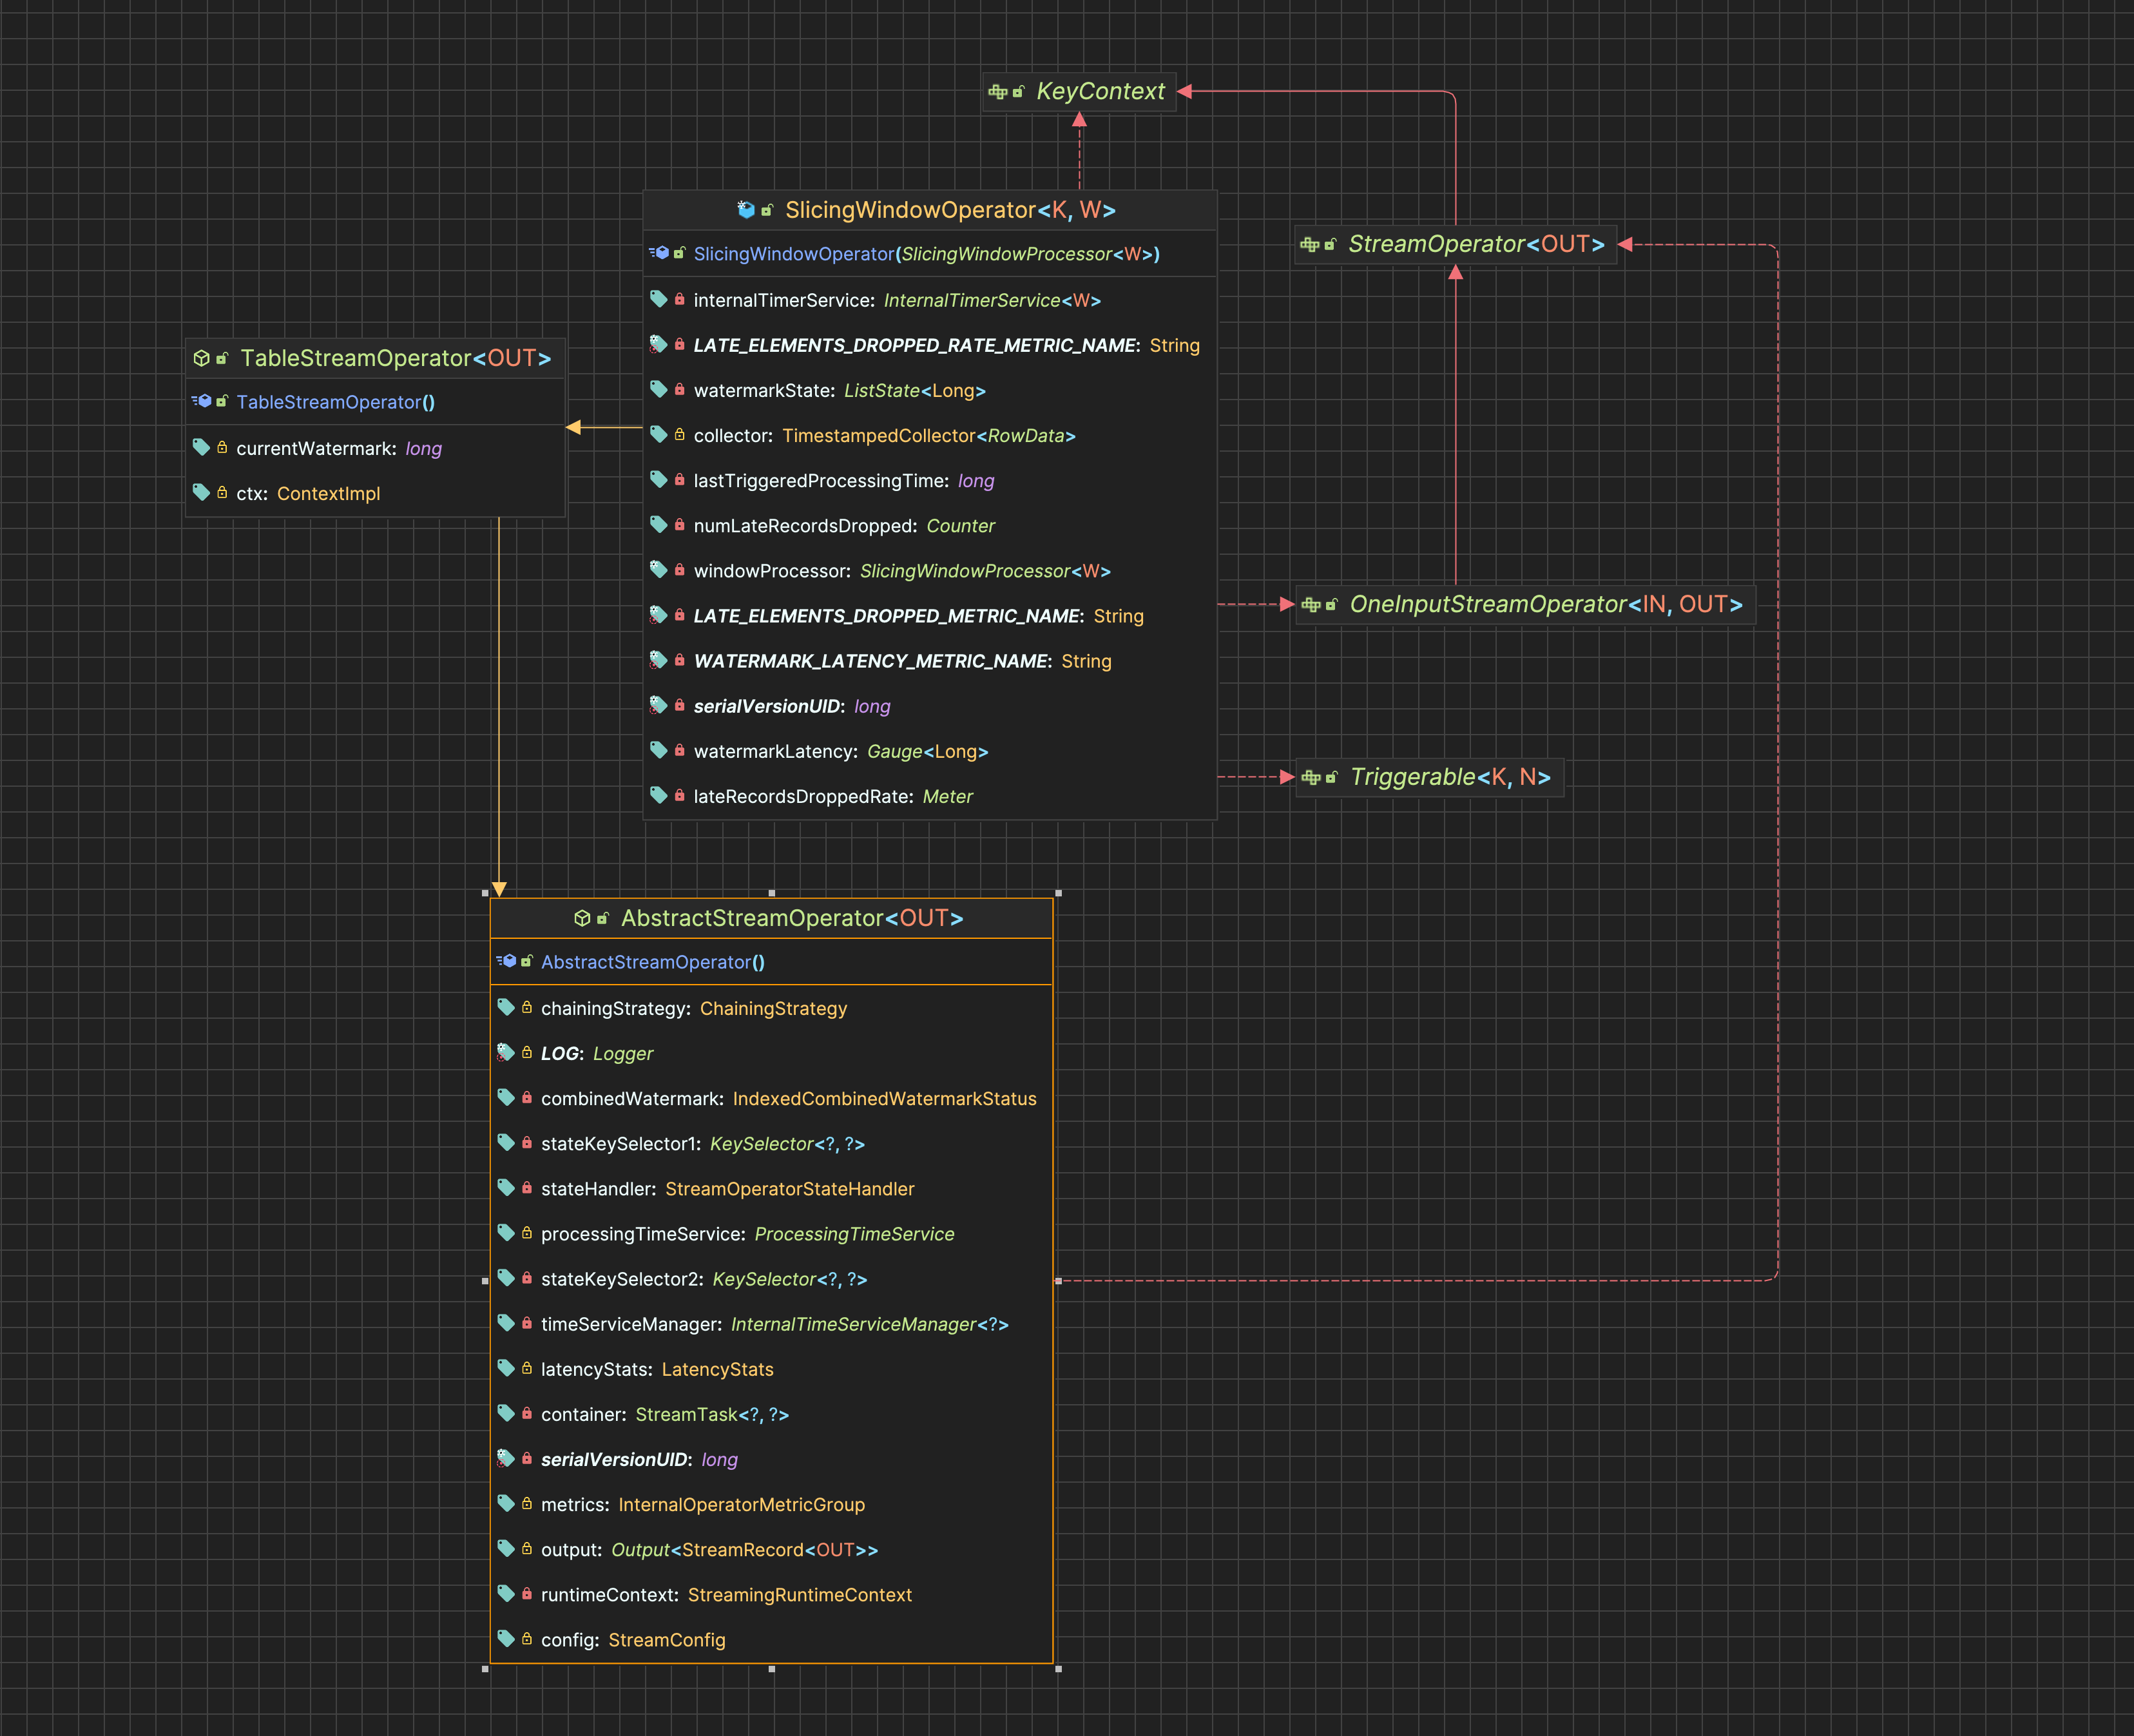 KeyContext
SlicingWindowOperator<K, W>
SlicingWindowOperator(SlicingWindowProcessor<W>)
internalTimerService: InternalTimerService<W>
LATE_ELEMENTS_DROPPED_RATE_METRIC_NAME: String
watermarkState: ListState<Long>
collector: TimestampedCollector<RowData>
lastTriggeredProcessingTime: long
numLateRecordsDropped: Counter
windowProcessor: SlicingWindowProcessor<W>
LATE_ELEMENTS_DROPPED_METRIC_NAME: String
WATERMARK_LATENCY_METRIC_NAME: String
serialVersionUID: long
watermarkLatency: Gauge<Long>
lateRecordsDroppedRate: Meter
StreamOperator<OUT>
TableStreamOperator<OUT>
TableStreamOperator()
currentWatermark: long
ctx: ContextImpl
OneInputStreamOperator<IN, OUT>
Triggerable<K, N>
AbstractStreamOperator<OUT>
AbstractStreamOperator()
chainingStrategy: ChainingStrategy
LOG: Logger
combinedWatermark: IndexedCombinedWatermarkStatus
stateKeySelector1: KeySelector<?, ?>
stateHandler: StreamOperatorStateHandler
processingTimeService: ProcessingTimeService
stateKeySelector2: KeySelector<?, ?>
timeServiceManager: InternalTimeServiceManager<?>
latencyStats: LatencyStats
container: StreamTask<?, ?>
serialVersionUID: long
metrics: InternalOperatorMetricGroup
output: Output<StreamRecord<OUT>>
runtimeContext: StreamingRuntimeContext
config: StreamConfig